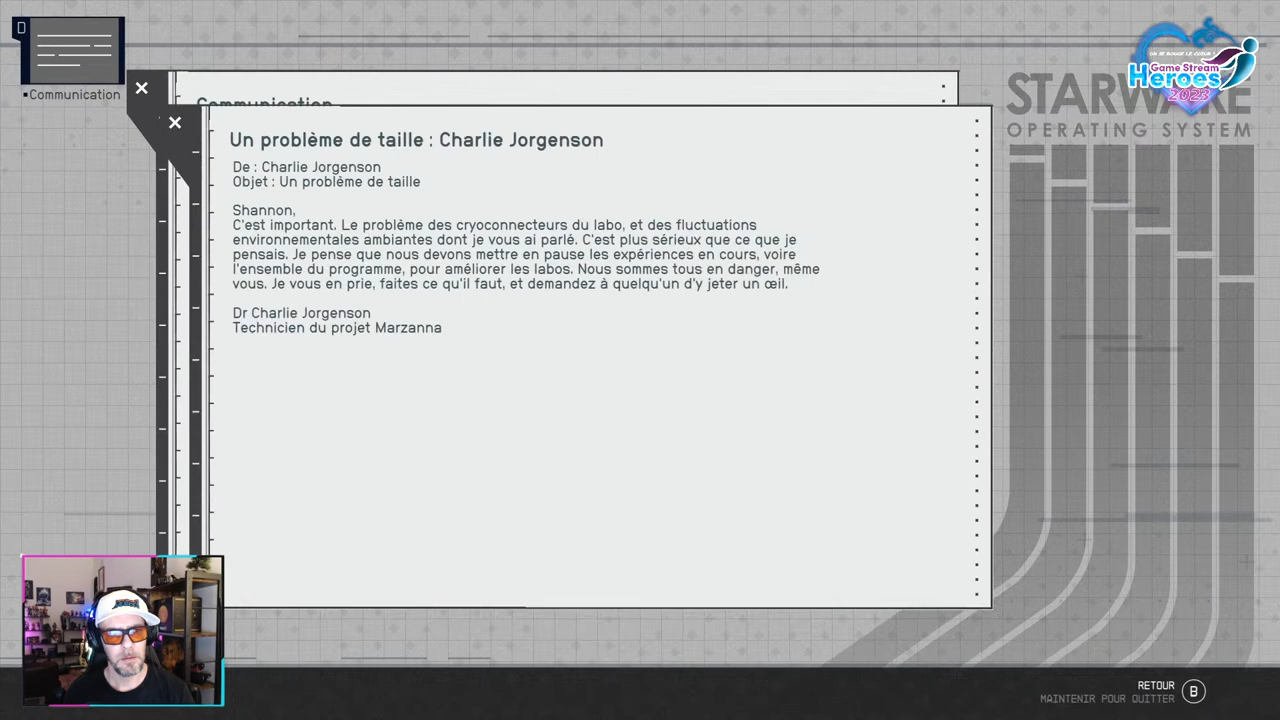 D
Communication
Communication
Un problème de taille : Charlie Jorgenson
De : Charlie Jorgenson
Objet : Un problème de taille
Shannon,
C'est important. Le problème des cryoconnecteurs du labo, et des fluctuations
environnementales ambiantes dont je vous ai parlé. C'est plus sérieux que ce que je
pensais. Je pense que nous devons mettre en pause les expériences en cours, voire
l'ensemble du programme, pour améliorer les labos. Nous sommes tous en danger, même
vous. Je vous en prie, faites ce qu'il faut, et demandez à quelqu'un d'y jeter un œil.
Dr Charlie Jorgenson
Technicien du projet Marzanna
Game Stream
Heroes
2023
OPERATING SYSTEM
RETOUR
MAINTENIR POUR QUITTER
B